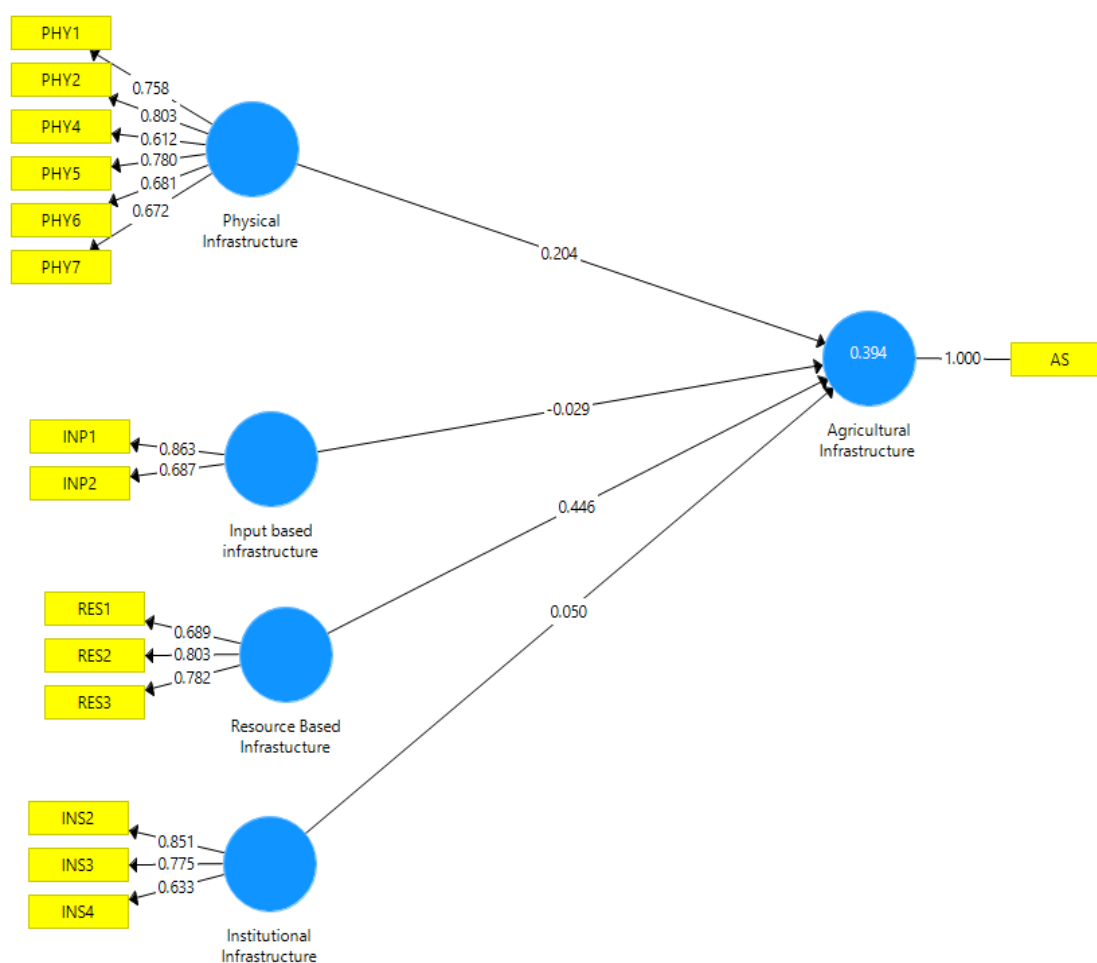 PHY1
PHY2
PHY4
PHY5
PHY6
PHY7
0.758
0.803
0.612
0.780
0.681
0.672
Physical
Infrastructure
0.204
INP1
INP2
0.863
0.687
Input based
infrastructure
-0.029
RES1
RES2
RES3
0.689
0.803
0.782
Resource Based
Infrastucture
0.446
INS2
INS3
INS4
0.851
0.775
0.633
Institutional
Infrastructure
0.050
0.394
Agricultural
Infrastructure
1.000
AS